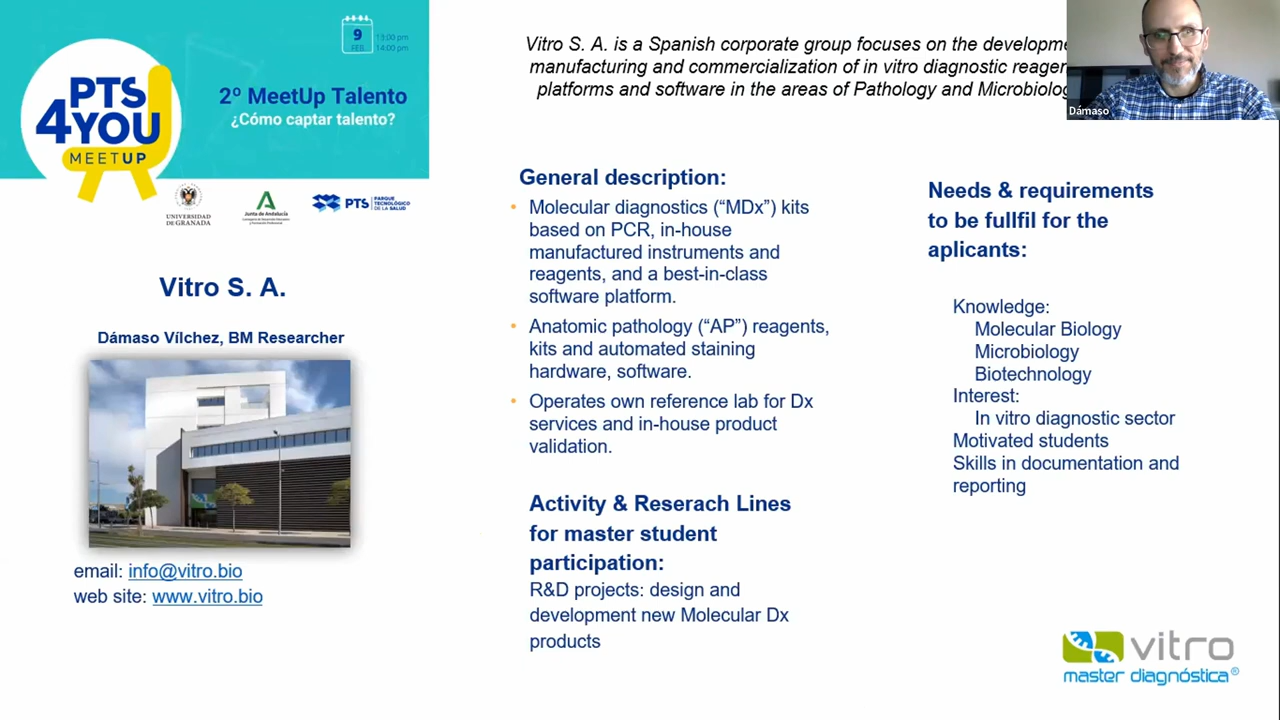 9
FEB
13:00 pm
14:00 pm
PTS
4YOU
MEETUP
2º MeetUp Talento
¿Cómo captar talento?
UNIVERSIDAD
DE GRANADA
Junta de Andalucía
PTS
PARQUE
TECNOLÓGICO
DE LA SALUD
Vitro S. A.
Dámaso Vílchez, BM Researcher
email: info@vitro.bio
web site: www.vitro.bio
Vitro S. A. is a Spanish corporate group focuses on the
manufacturing and commercialization of in vitro diagnostic
platforms and software in the areas of Pathology and
General description:
• Molecular diagnostics (“MDx”) kits
based on PCR, in-house
manufactured instruments and
reagents, and a best-in-class
software platform.
• Anatomic pathology (“AP”) reagents,
kits and automated staining
hardware, software.
• Operates own reference lab for Dx
services and in-house product
validation.
Activity & Reserach Lines
for master student
participation:
R&D projects: design and
development new Molecular Dx
products
Dámaso
Needs & requirements
to be fullfil for the
aplicants:
Knowledge:
Molecular Biology
Microbiology
Biotechnology
Interest:
In vitro diagnostic sector
Motivated students
Skills in documentation and
reporting
vitro
master diagnóstica®